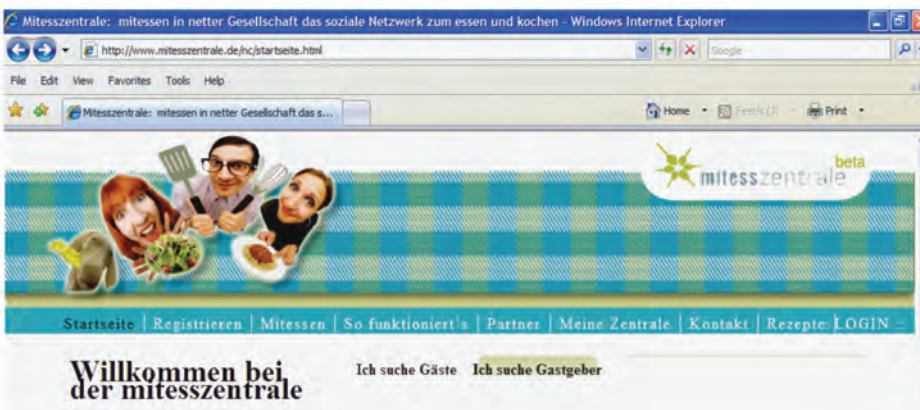 Mitesszentrale: mitessen in netter Gesellschaft das soziale Netzwerk zum essen und kochen - Windows Internet Explorer
http://www.mitesszentrale.de/nc/startseite.html
Google
File Edit View Favorites Tools Help
Mitesszentrale: mitessen in netter Gesellschaft das s...
Home Feeds (J) Print
beta
mitesszentrale
Startseite | Registrieren | Mitessen | So funktioniert's | Partner | Meine Zentrale | Kontakt | Rezepte LOGIN
Willkommen bei
der mitesszentrale
Ich suche Gäste Ich suche Gastgeber